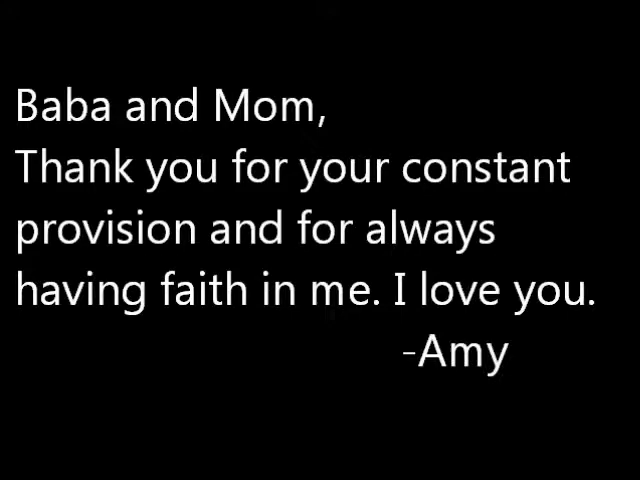 Baba and Mom,
Thank you for your constant
provision and for always
having faith in me. I love you.
-Amy